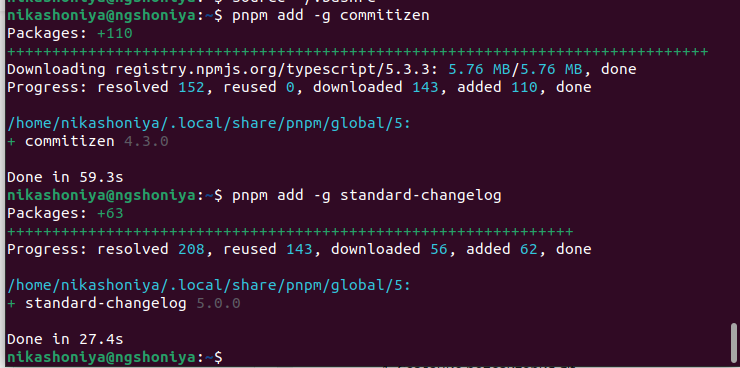 nikashoniya@ngshoniya:~$ pnpm add -g commitizen
Packages: +110
++++++++++++++++++++++++++++++++++++++++++++++++++++++++++++++++++++++++++++++
Downloading registry.npmjs.org/typescript/5.3.3: 5.76 MB/5.76 MB, done
Progress: resolved 152, reused 0, downloaded 143, added 110, done
/home/nikashoniya/.local/share/pnpm/global/5:
+ commitizen 4.3.0
Done in 59.3s
nikashoniya@ngshoniya:~$ pnpm add -g standard-changelog
Packages: +63
+++++++++++++++++++++++++++++++++++++++++++++++++++++++++++++++
Progress: resolved 208, reused 143, downloaded 56, added 62, done
/home/nikashoniya/.local/share/pnpm/global/5:
+ standard-changelog 5.0.0
Done in 27.4s
nikashoniya@ngshoniya:~$